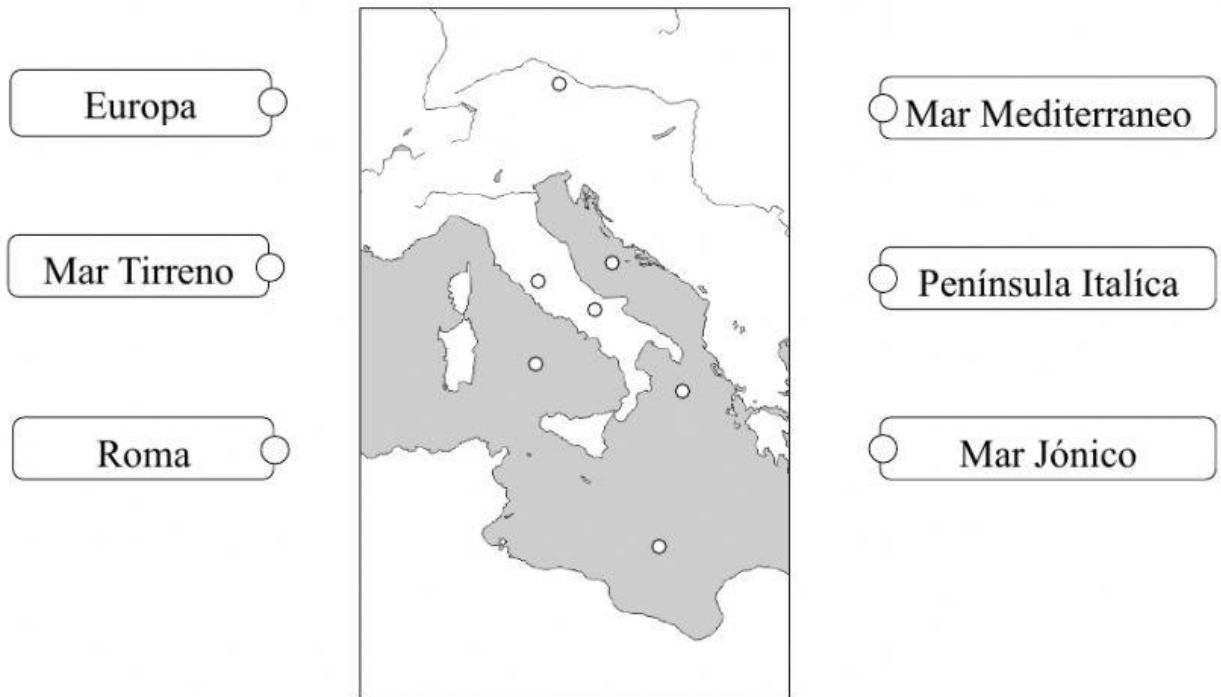 Europa
Mar Tirreno
Roma
Mar Mediterraneo
Península Italíca
Mar Jónico